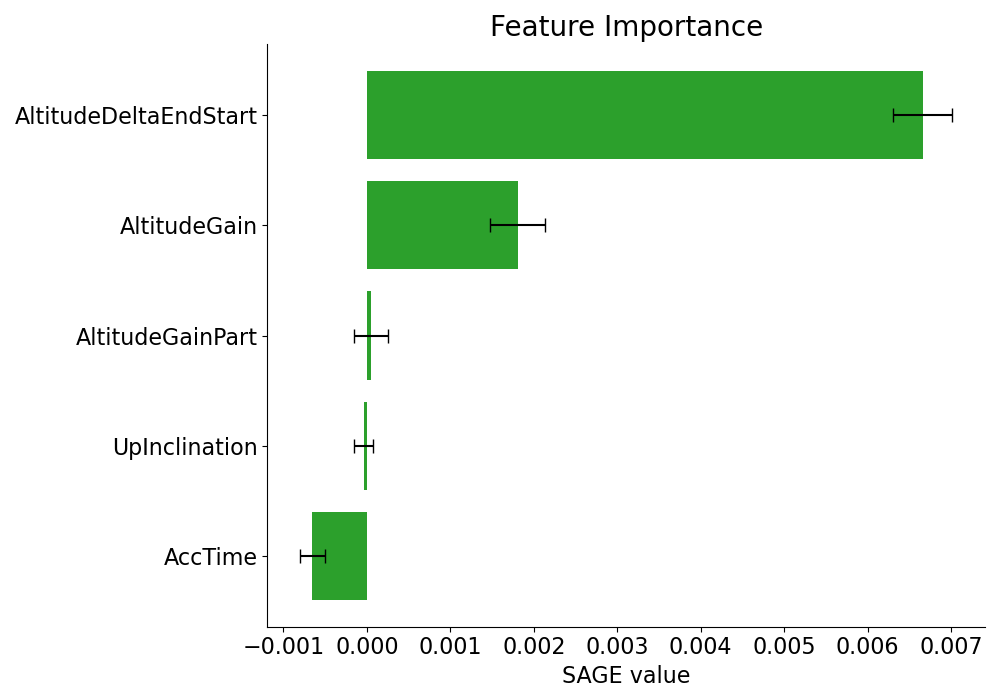 Feature Importance
AltitudeDeltaEndStart
AltitudeGain
AltitudeGainPart
UpInclination
AccTime
−0.001 0.000 0.001 0.002 0.003 0.004 0.005 0.006 0.007
SAGE value